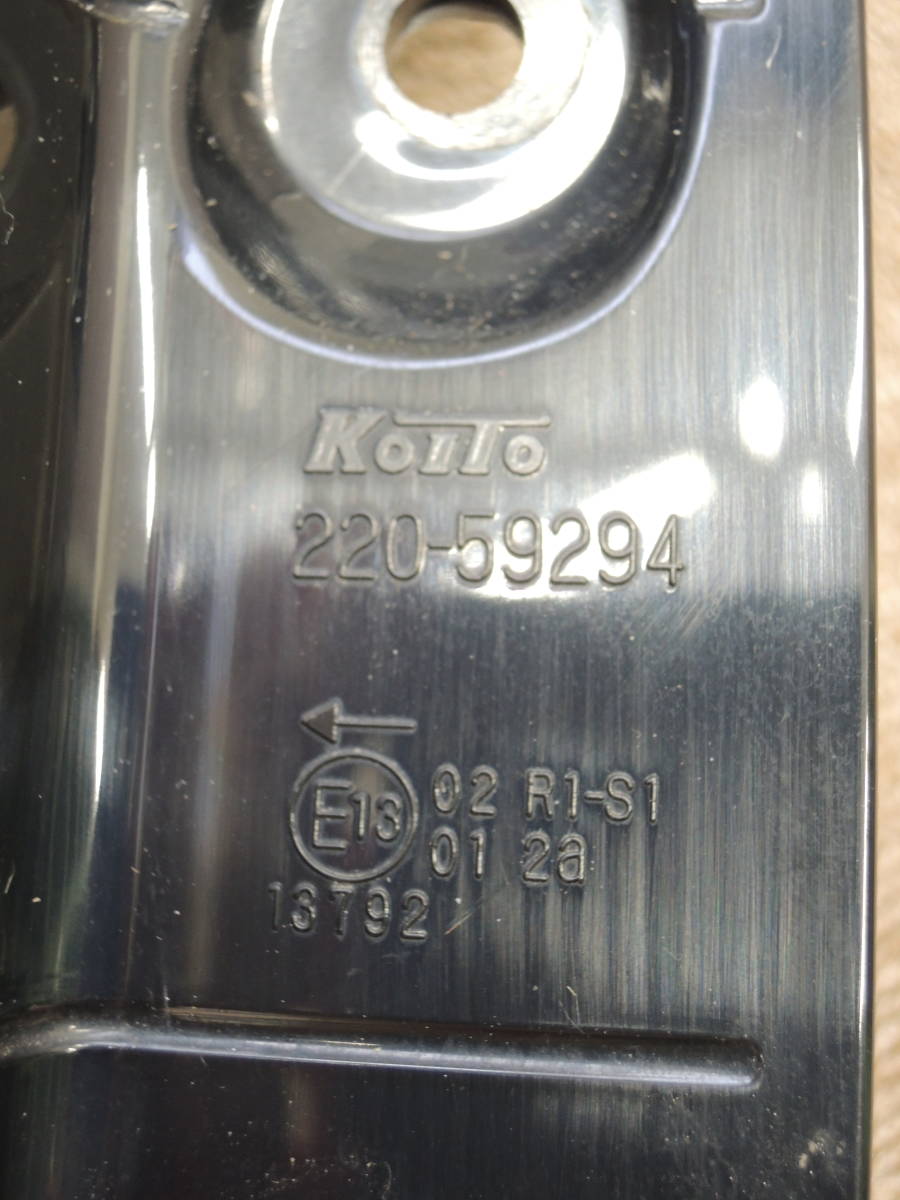 KOITO
220-59294
←
E13 02 R1-S1
01 2a
13792